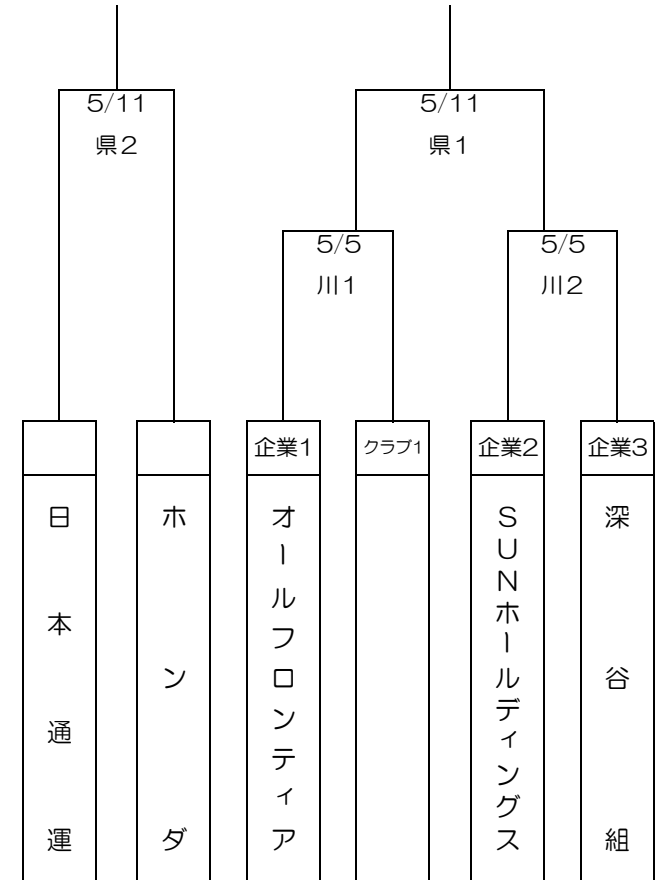 5/11
県2
5/11
県1
5/5
川1
5/5
川2
企業1
クラブ1
企業2
企業3
日本通運
ホンダ
オールフロンティア
SUNホールディングス
深谷組